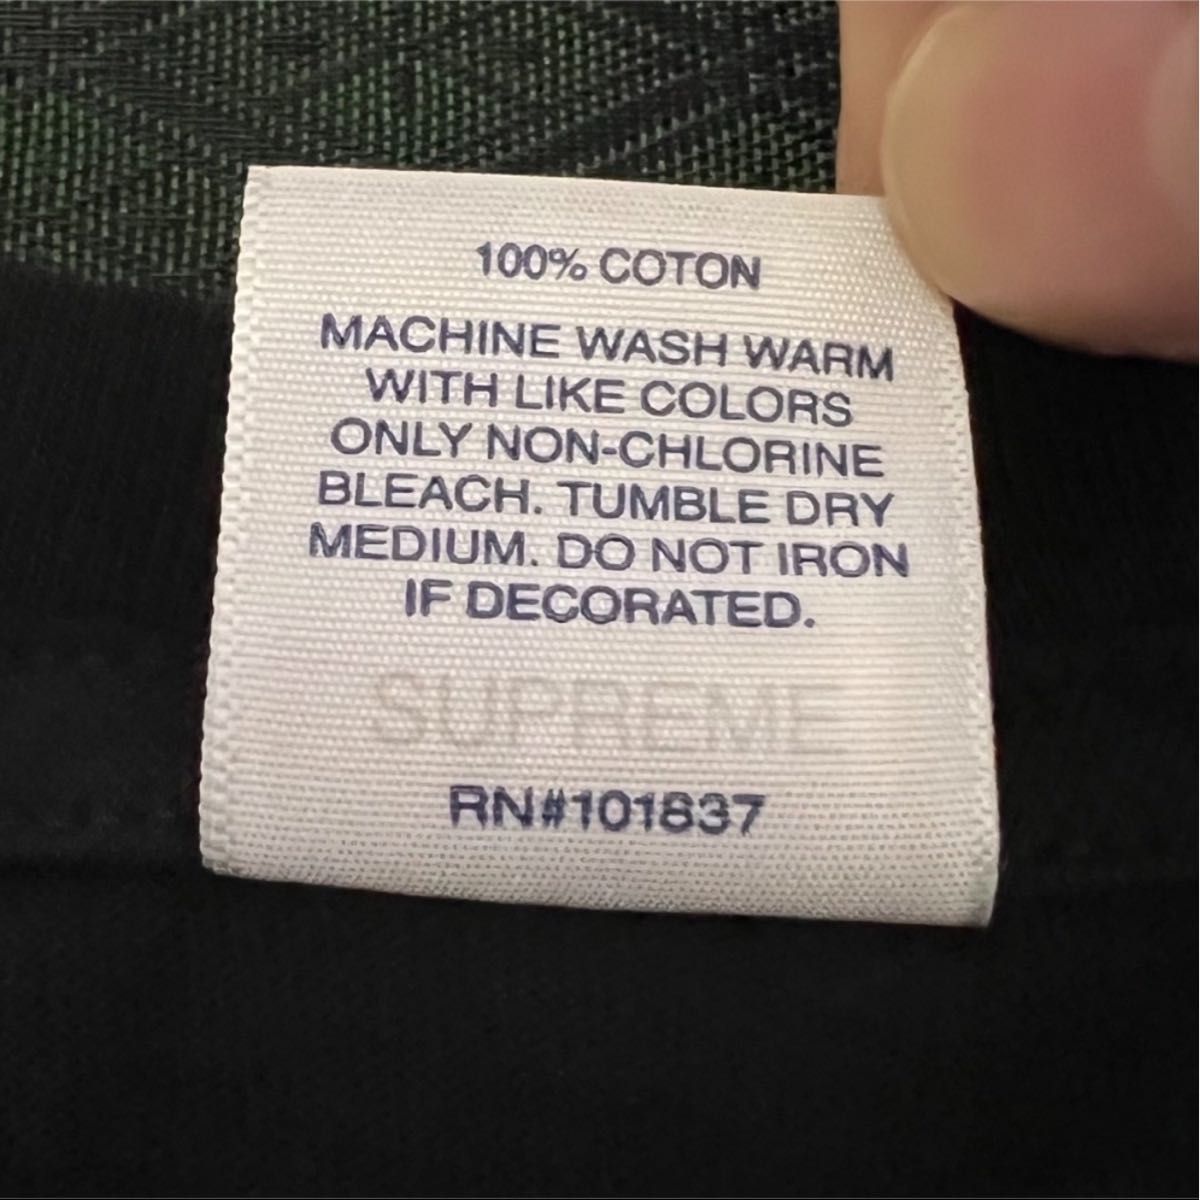 100% COTON
MACHINE WASH WARM
WITH LIKE COLORS
ONLY NON-CHLORINE
BLEACH. TUMBLE DRY
MEDIUM. DO NOT IRON
IF DECORATED.
SUPREME
RN#101837